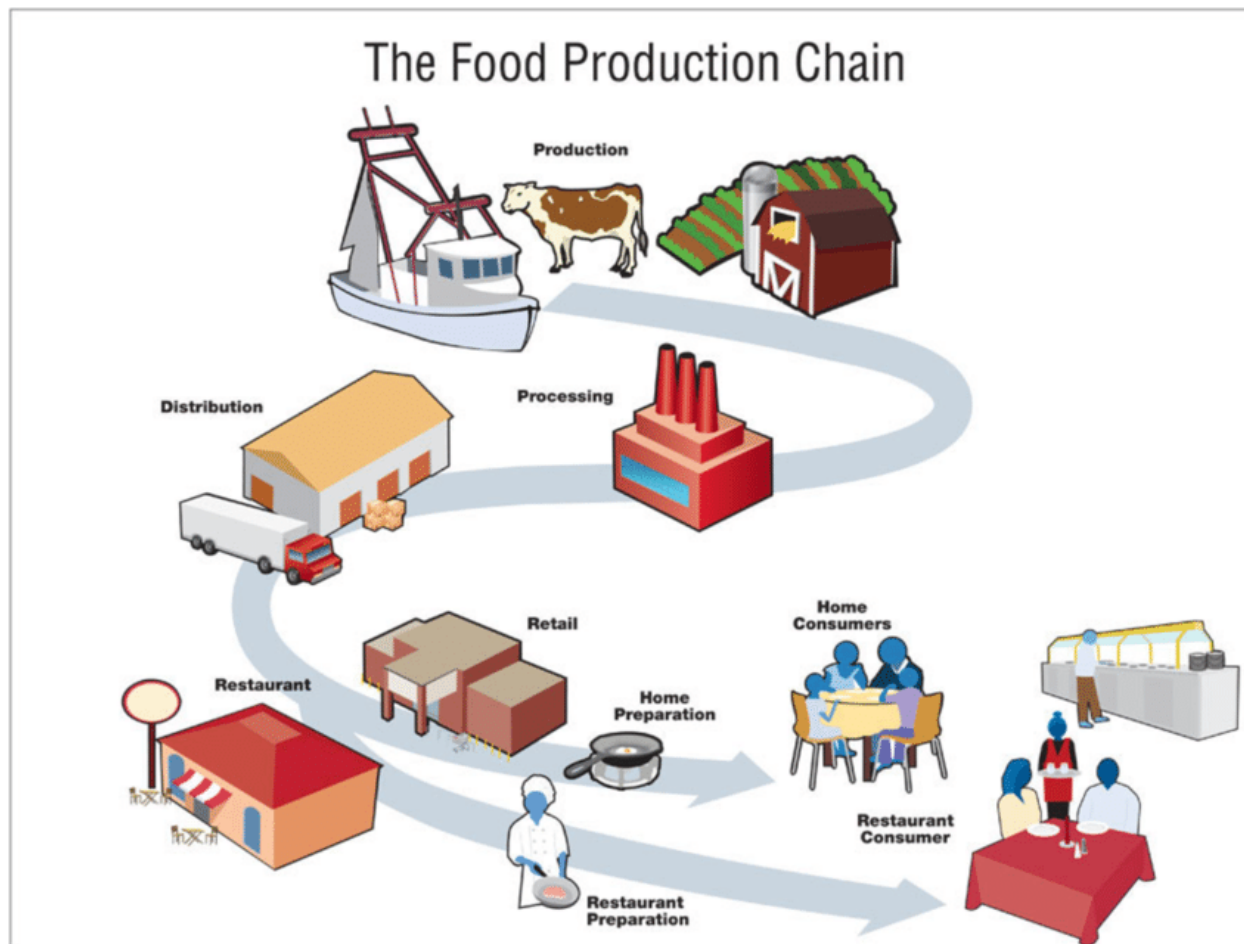 The Food Production Chain
Production
Processing
Distribution
Retail
Restaurant
Home
Preparation
Home
Consumers
Restaurant
Preparation
Restaurant
Consumer